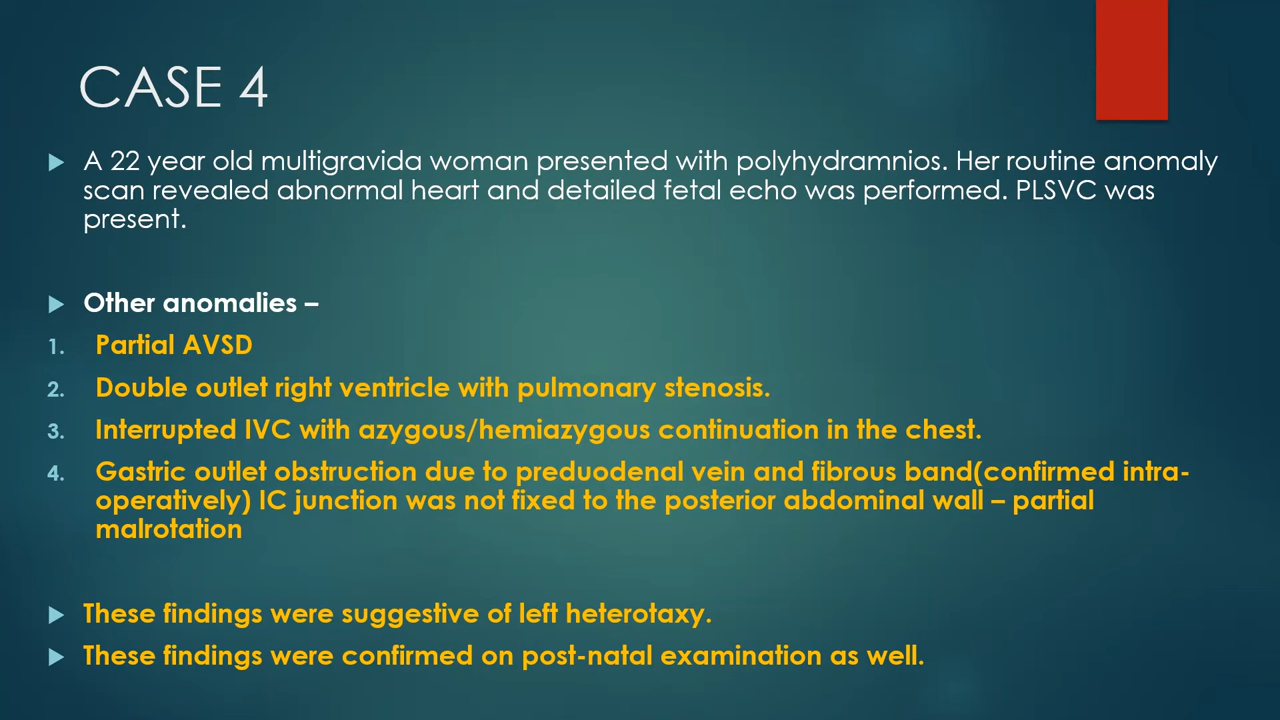 CASE 4
A 22 year old multigravida woman presented with polyhydramnios. Her routine anomaly
scan revealed abnormal heart and detailed fetal echo was performed. PLSVC was
present.
Other anomalies –
1. Partial AVSD
2. Double outlet right ventricle with pulmonary stenosis.
3. Interrupted IVC with azygous/hemiazygous continuation in the chest.
4. Gastric outlet obstruction due to preduodenal vein and fibrous band(confirmed intra-
operatively) IC junction was not fixed to the posterior abdominal wall – partial
malrotation
These findings were suggestive of left heterotaxy.
These findings were confirmed on post-natal examination as well.